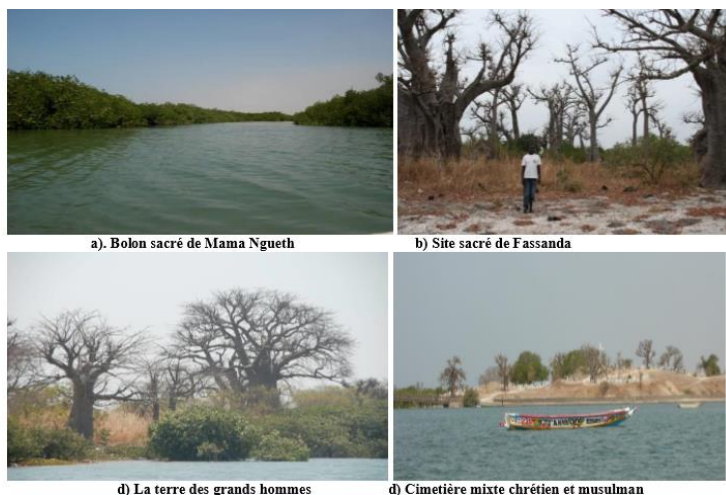 a). Bolon sacré de Mama Ngueth
b) Site sacré de Fassanda
d) La terre des grands hommes
d) Cimetière mixte chrétien et musulman